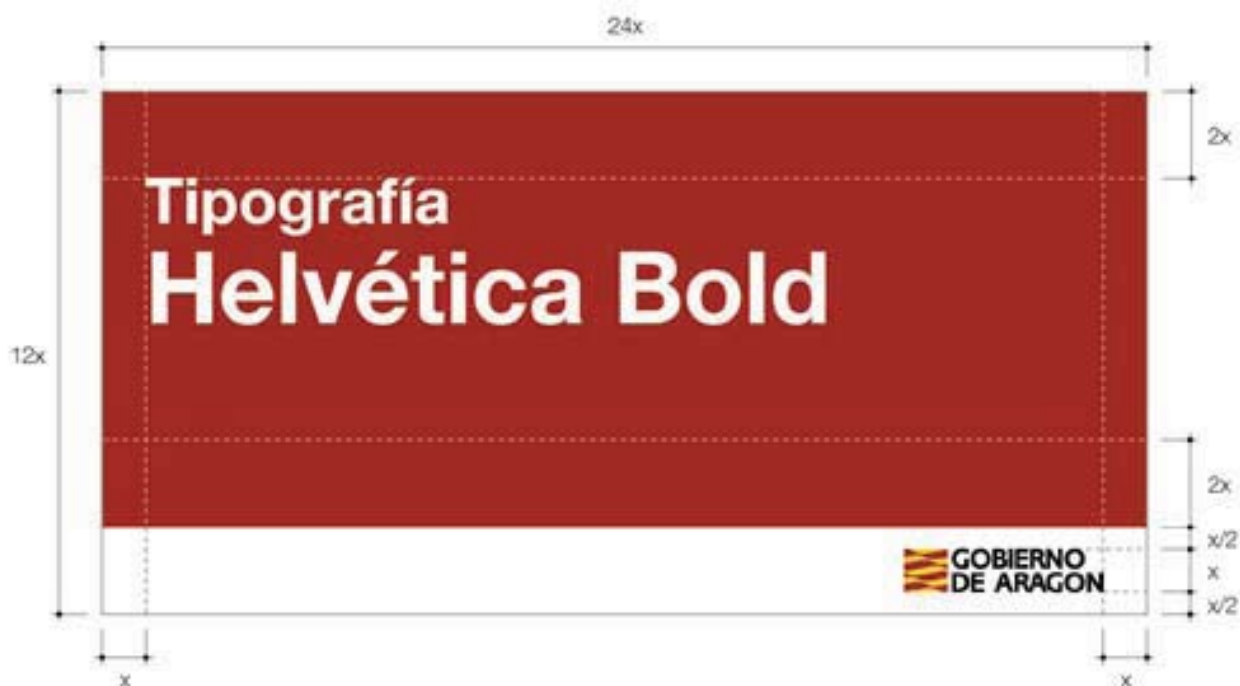 24x
2x
Tipografía
Helvética Bold
12x
2x
x/2
GOBIERNO
DE ARAGON
x
x/2
x
x